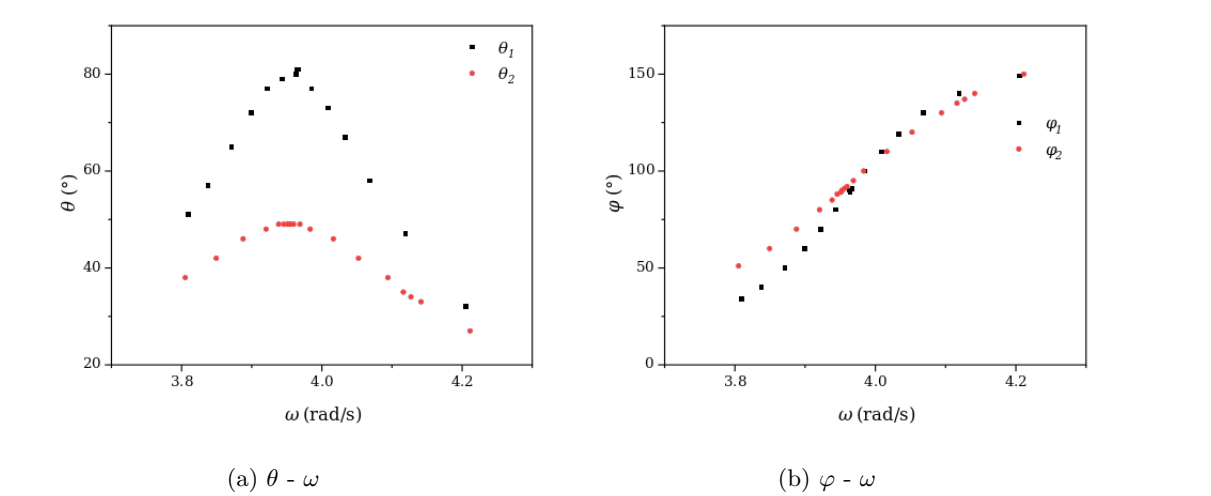 80
60
40
20
3.8 4.0 4.2
θ (°)
ω (rad/s)
θ1
θ2
(a) θ - ω
150
100
50
0
3.8 4.0 4.2
φ (°)
ω (rad/s)
φ1
φ2
(b) φ - ω